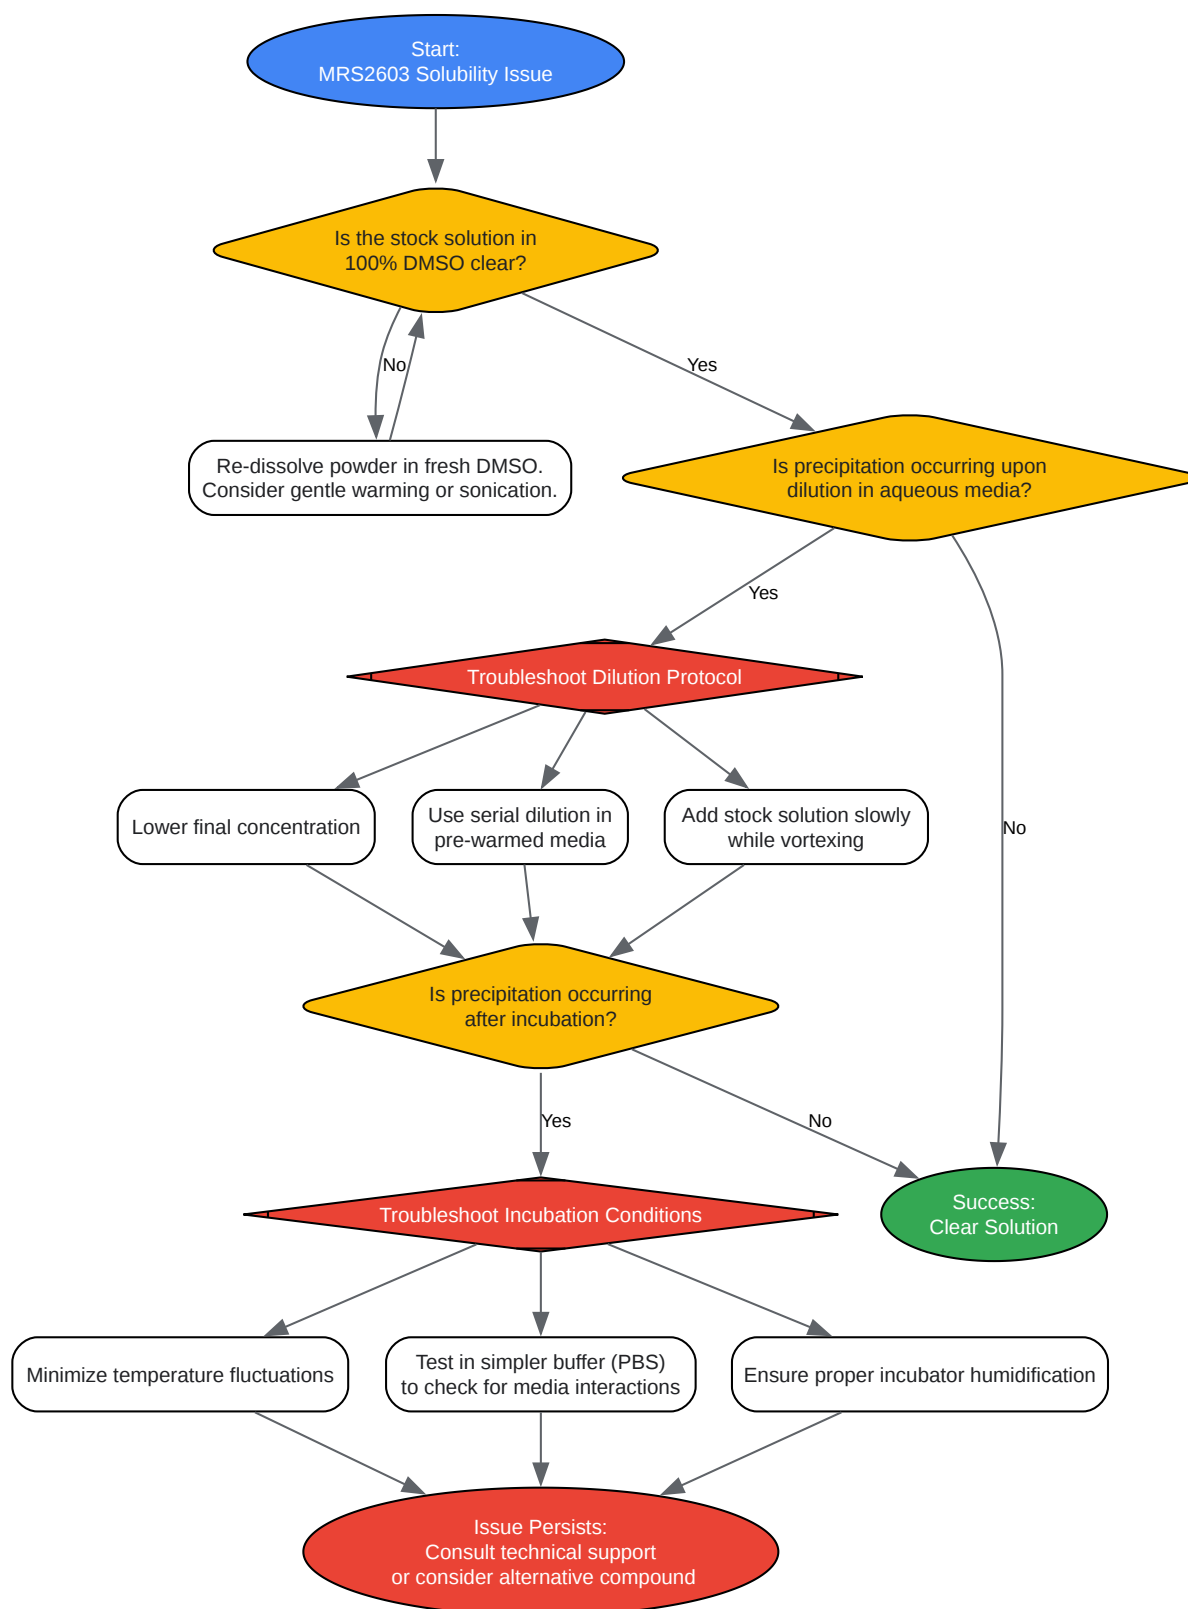 Start:
MRS2603 Solubility Issue
Is the stock solution in
100% DMSO clear?
No
Yes
Re-dissolve powder in fresh DMSO.
Consider gentle warming or sonication.
Is precipitation occurring upon
dilution in aqueous media?
Yes
No
Troubleshoot Dilution Protocol
Lower final concentration
Use serial dilution in
pre-warmed media
Add stock solution slowly
while vortexing
Is precipitation occurring
after incubation?
Yes
No
Success:
Clear Solution
Troubleshoot Incubation Conditions
Minimize temperature fluctuations
Test in simpler buffer (PBS)
to check for media interactions
Ensure proper incubator humidification
Issue Persists:
Consult technical support
or consider alternative compound